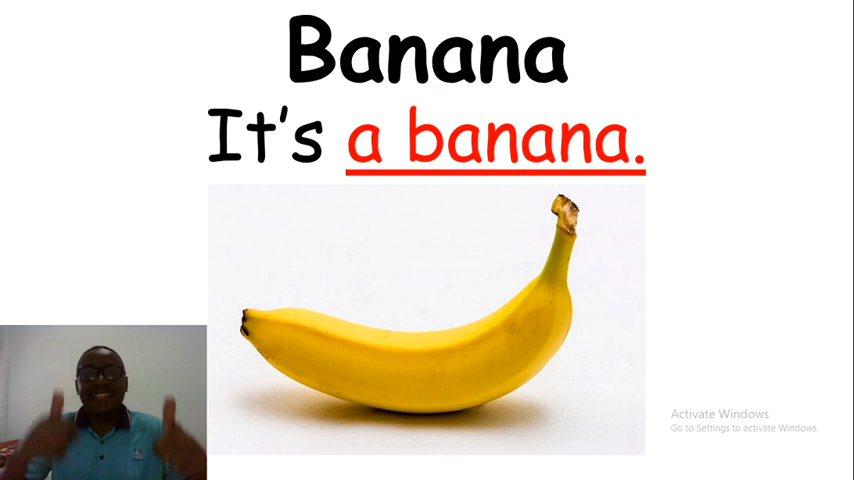 Banana
It's a banana.
Activate Windows
Go to Settings to activate Windows.